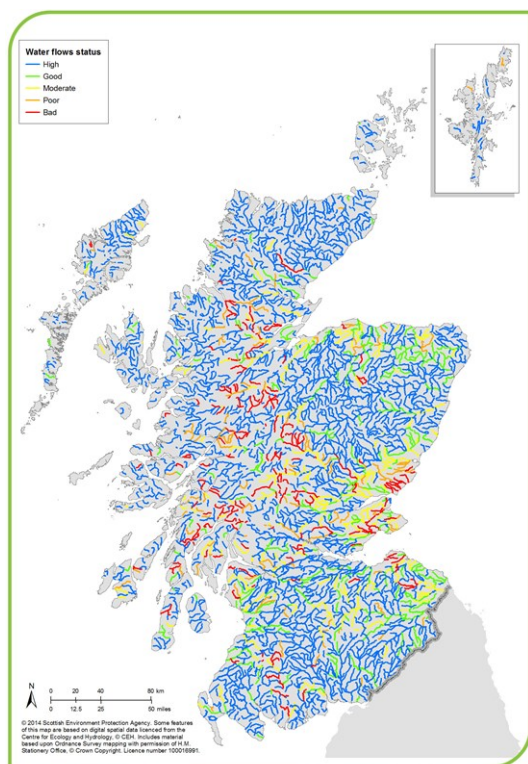 Water flows status
High
Good
Moderate
Poor
Bad
N
0 20 40 60 km
0 12.5 25 50 miles
© 2014 Scottish Environment Protection Agency. Some features
of this map are based on digital spatial data licenced from the
Centre for Ecology and Hydrology, © CEH. Includes material
based upon Ordnance Survey mapping with permission of H.M.
Stationery Office, © Crown Copyright. Licence number 100016991.